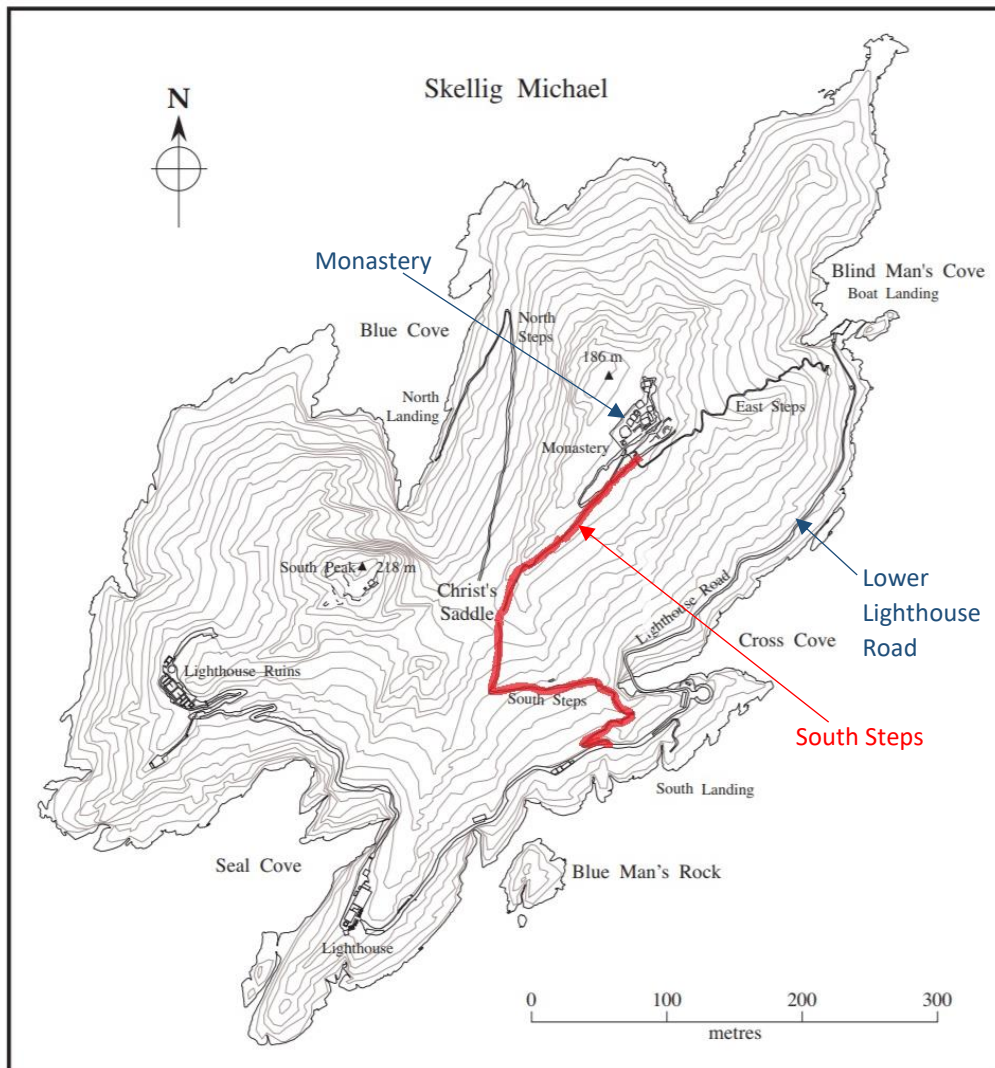 Skellig Michael
N
Monastery
Blind Man's Cove
Boat Landing
Blue Cove
North
Steps
186 m
North
Landing
East Steps
Monastery
South Peak
218 m
Christ's
Saddle
Lower
Lighthouse
Road
Lighthouse Road
Cross Cove
Lighthouse Ruins
South Steps
South Steps
South Landing
Seal Cove
Blue Man's Rock
Lighthouse
0 100 200 300
metres